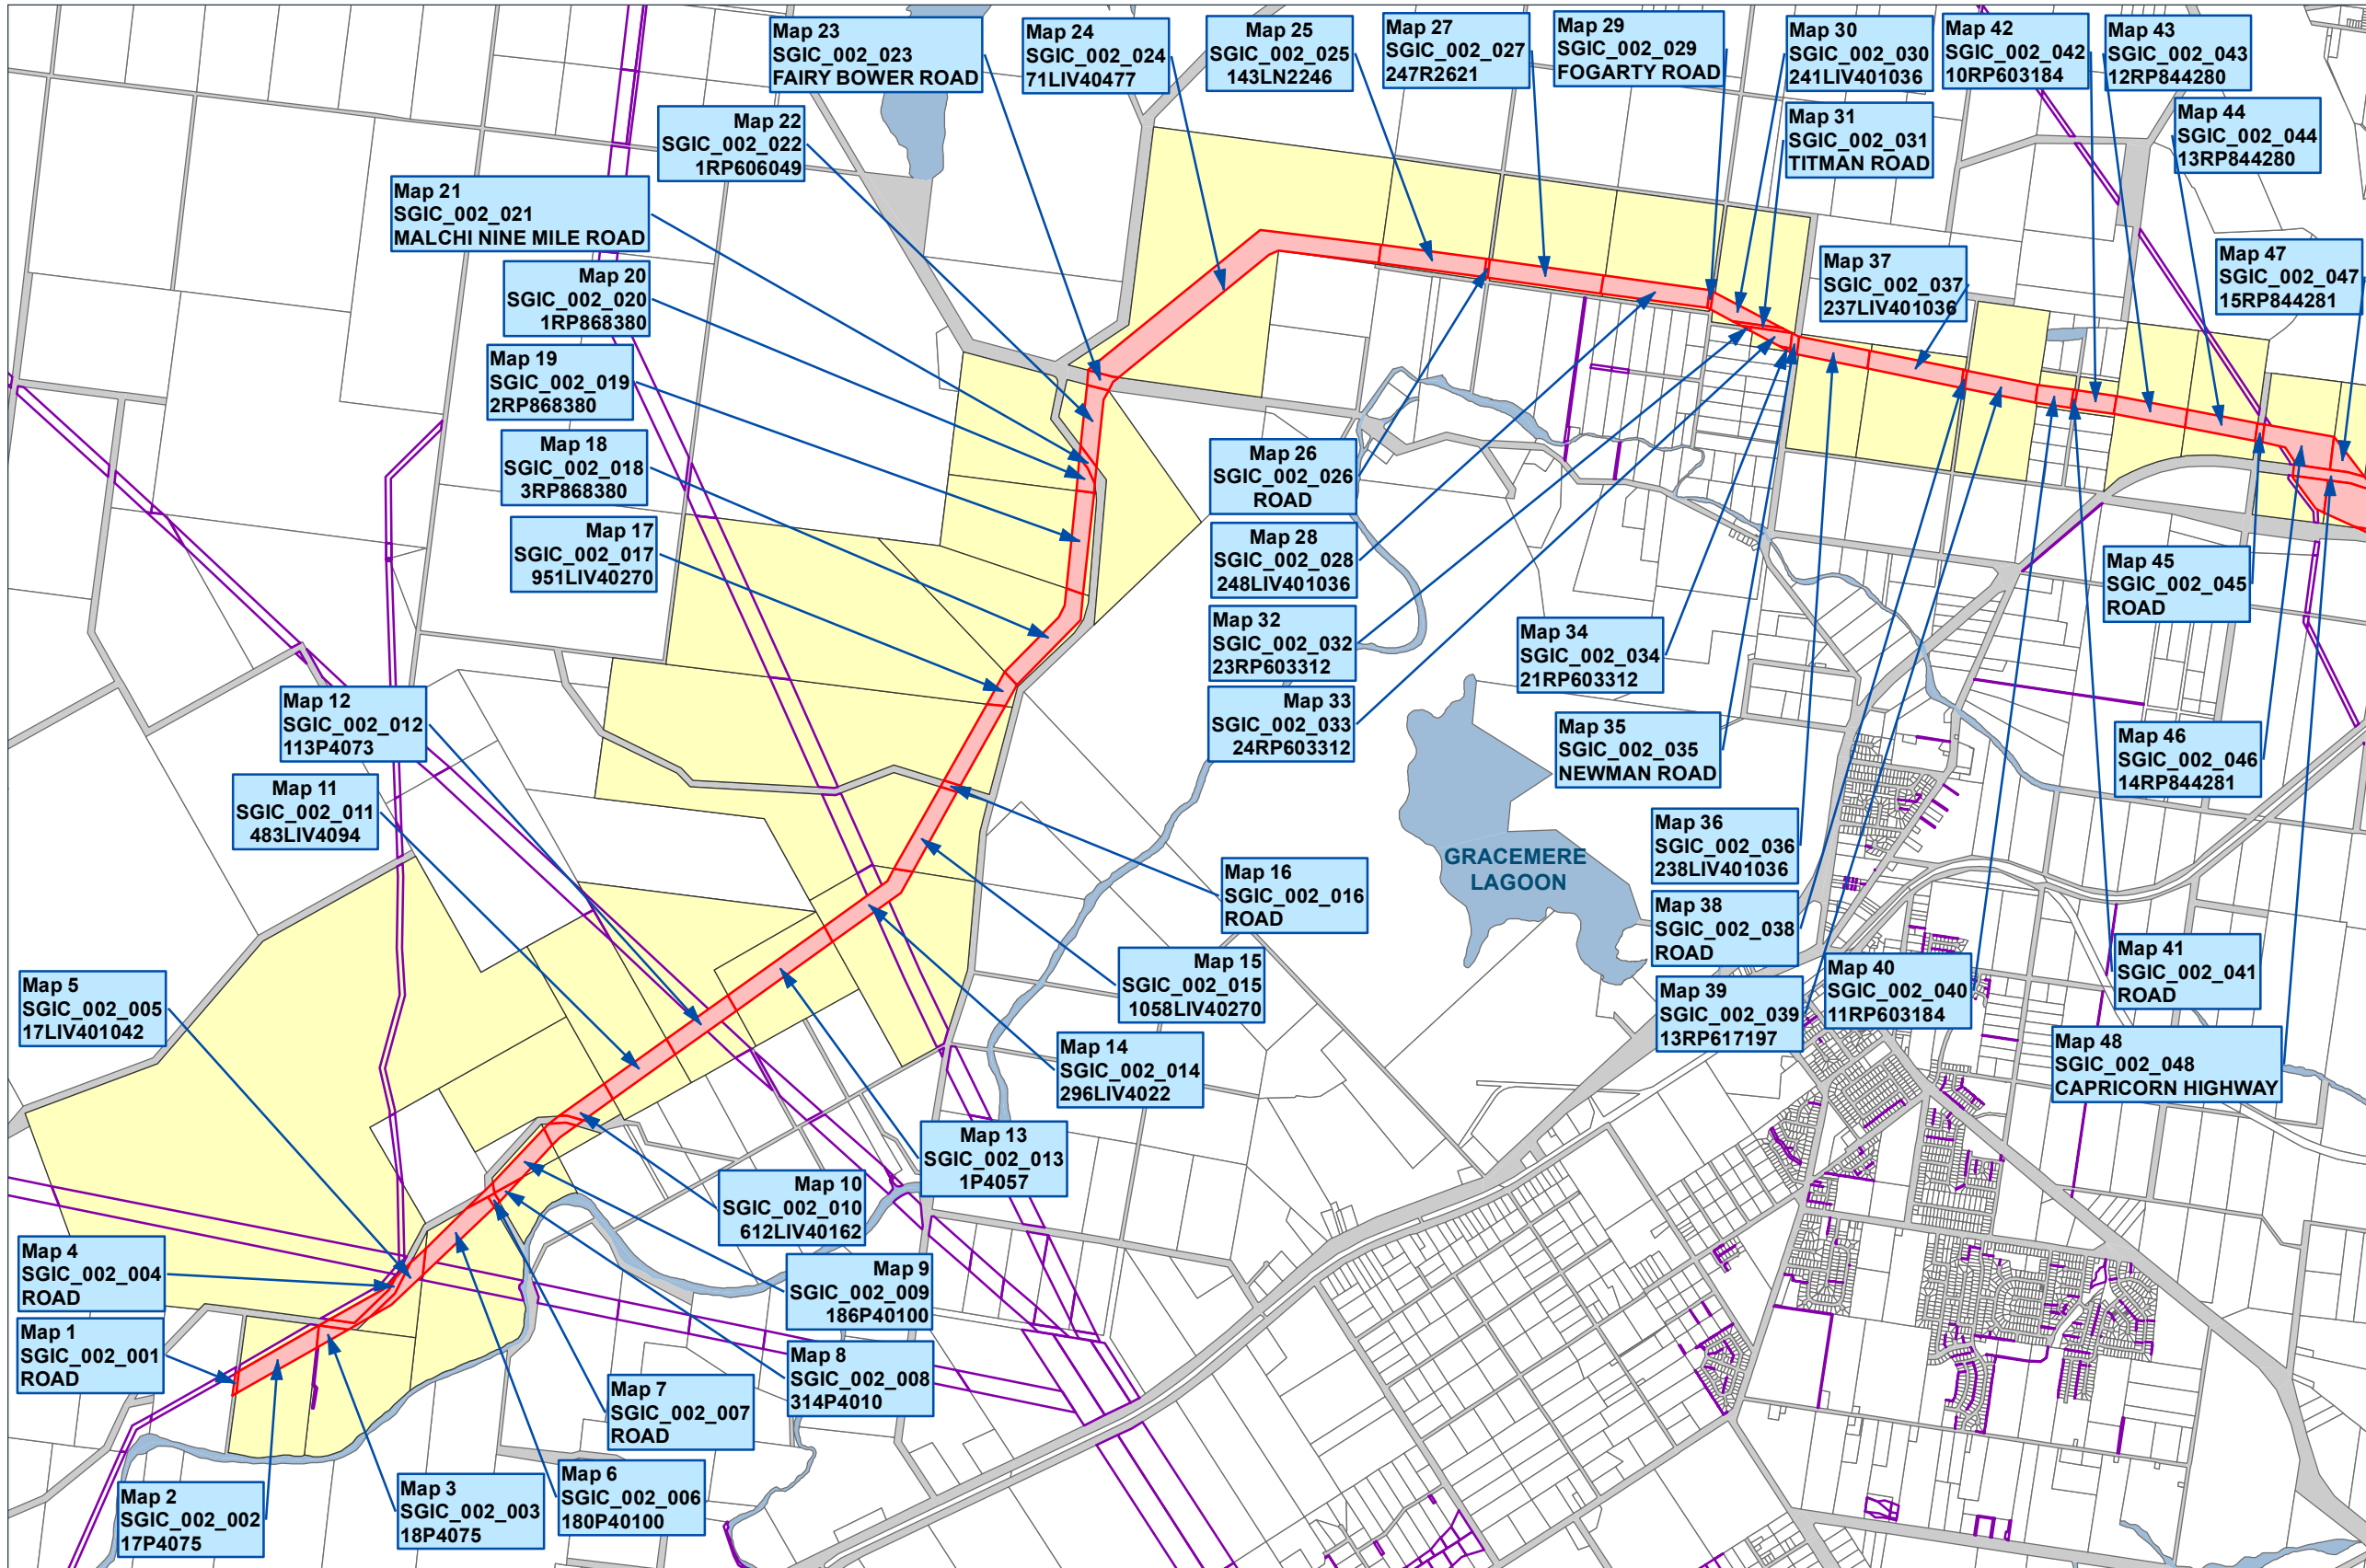 Map 23
SGIC_002_023
FAIRY BOWER ROAD
Map 24
SGIC_002_024
71LIV40477
Map 25
SGIC_002_025
143LN2246
Map 27
SGIC_002_027
247R2621
Map 29
SGIC_002_029
FOGARTY ROAD
Map 30
SGIC_002_030
241LIV401036
Map 42
SGIC_002_042
10RP603184
Map 43
SGIC_002_043
12RP844280
Map 22
SGIC_002_022
1RP606049
Map 31
SGIC_002_031
TITMAN ROAD
Map 44
SGIC_002_044
13RP844280
Map 21
SGIC_002_021
MALCHI NINE MILE ROAD
Map 20
SGIC_002_020
1RP868380
Map 37
SGIC_002_037
237LIV401036
Map 47
SGIC_002_047
15RP844281
Map 19
SGIC_002_019
2RP868380
Map 18
SGIC_002_018
3RP868380
Map 26
SGIC_002_026
ROAD
Map 17
SGIC_002_017
951LIV40270
Map 28
SGIC_002_028
248LIV401036
Map 45
SGIC_002_045
ROAD
Map 32
SGIC_002_032
23RP603312
Map 34
SGIC_002_034
21RP603312
Map 12
SGIC_002_012
113P4073
Map 33
SGIC_002_033
24RP603312
Map 35
SGIC_002_035
NEWMAN ROAD
Map 46
SGIC_002_046
14RP844281
Map 11
SGIC_002_011
483LIV4094
Map 36
SGIC_002_036
238LIV401036
GRACEMERE
LAGOON
Map 16
SGIC_002_016
ROAD
Map 38
SGIC_002_038
ROAD
Map 41
SGIC_002_041
ROAD
Map 15
SGIC_002_015
1058LIV40270
Map 40
SGIC_002_040
11RP603184
Map 5
SGIC_002_005
17LIV401042
Map 39
SGIC_002_039
13RP617197
Map 14
SGIC_002_014
296LIV4022
Map 48
SGIC_002_048
CAPRICORN HIGHWAY
Map 13
SGIC_002_013
1P4057
Map 10
SGIC_002_010
612LIV40162
Map 4
SGIC_002_004
ROAD
Map 9
SGIC_002_009
186P40100
Map 1
SGIC_002_001
ROAD
Map 8
SGIC_002_008
314P4010
Map 7
SGIC_002_007
ROAD
Map 6
SGIC_002_006
180P40100
Map 3
SGIC_002_003
18P4075
Map 2
SGIC_002_002
17P4075